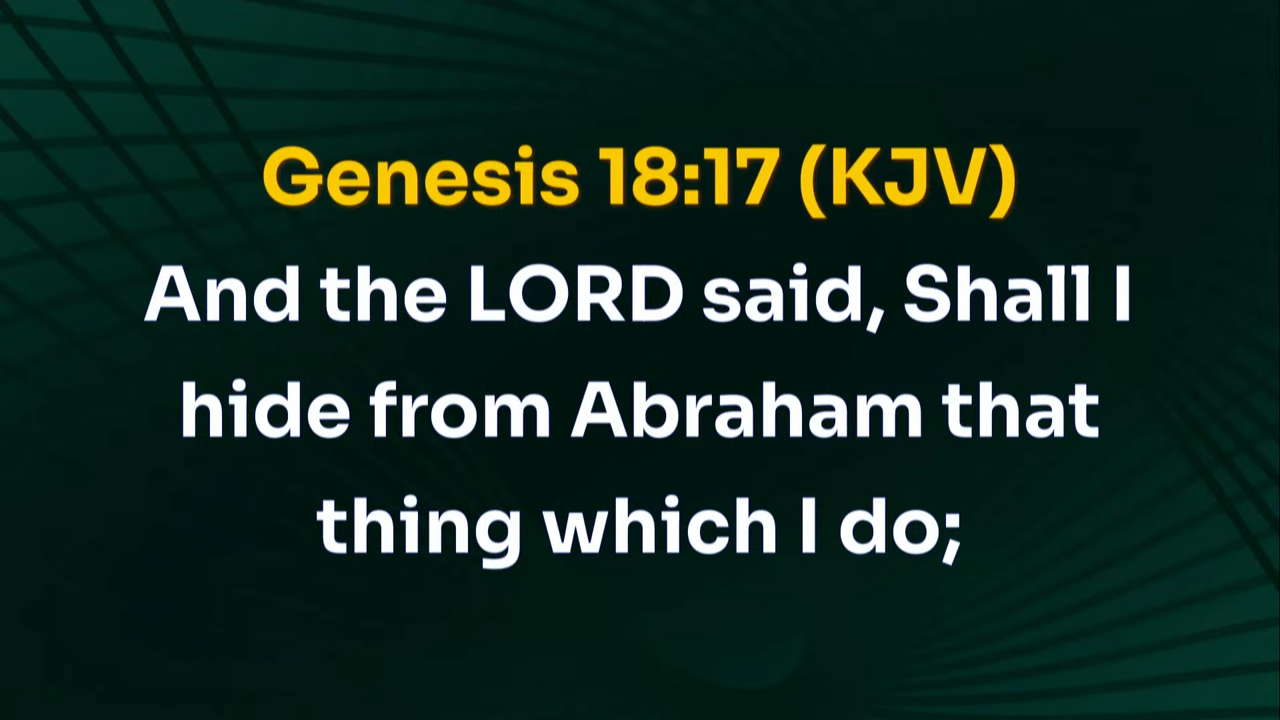 Genesis 18:17 (KJV)
And the LORD said, Shall I
hide from Abraham that
thing which I do;